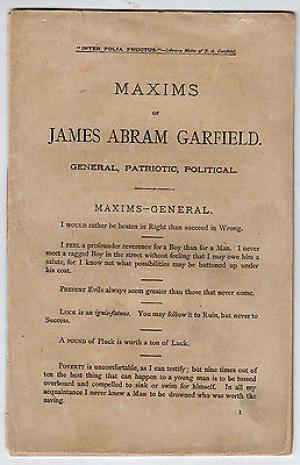 "INTER FOLIA FRUCTUS."—Library Motto of J. A. Garfield.
MAXIMS
OF
JAMES ABRAM GARFIELD.
GENERAL, PATRIOTIC, POLITICAL.
MAXIMS—GENERAL.
I WOULD rather be beaten in Right than succeed in Wrong.
I FEEL a profounder reverence for a Boy than for a Man. I never
meet a ragged Boy in the street without feeling that I may owe him a
salute, for I know not what possibilities may be buttoned up under
his coat.
PRESENT Evils always seem greater than those that never come.
LUCK is an ignis-fatuus. You may follow it to Ruin, but never to
Success.
A POUND of Pluck is worth a ton of Luck.
POVERTY is uncomfortable, as I can testify; but nine times out of
ten the best thing that can happen to a young man is to be tossed
overboard and compelled to sink or swim for himself. In all my
acquaintance I never knew a Man to be drowned who was worth the
saving.
1